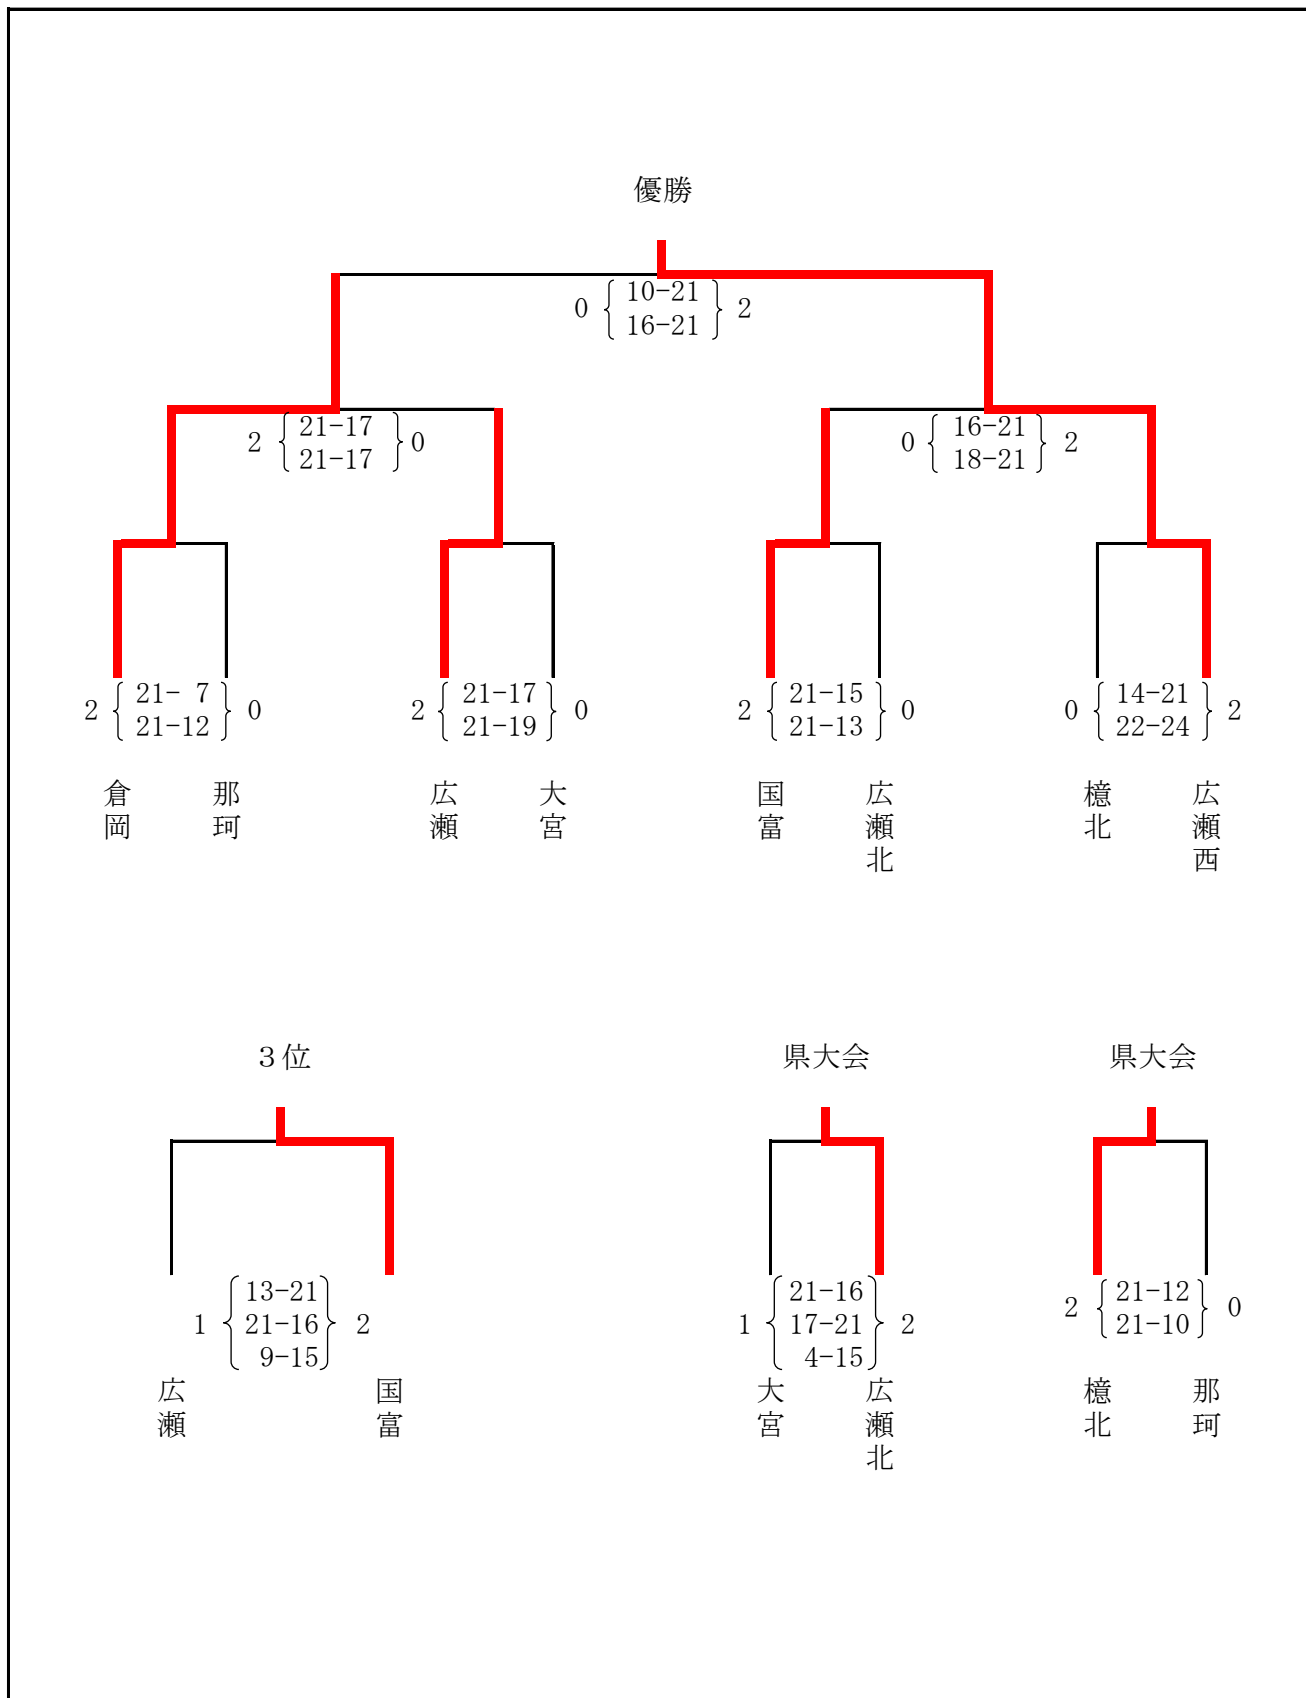 優勝
0 { 10-21 } 2
16-21
2 { 21-17 } 0
21-17
0 { 16-21 } 2
18-21
2 { 21- 7 } 0
21-12
2 { 21-17 } 0
21-19
2 { 21-15 } 0
21-13
0 { 14-21 } 2
22-24
倉岡
那珂
広瀬
大宮
国富
広瀬北
檍北
広瀬西
３位
1 { 13-21 } 2
21-16
9-15
広瀬
国富
県大会
1 { 21-16 } 2
17-21
4-15
大宮
広瀬北
県大会
2 { 21-12 } 0
21-10
檍北
那珂